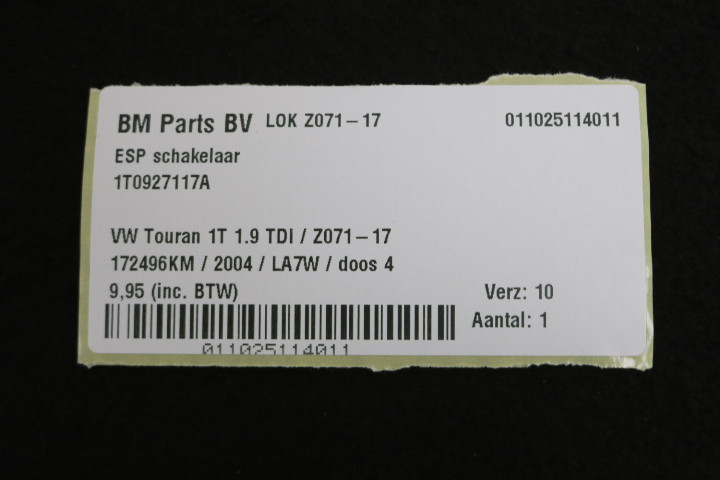 BM Parts BV LOK Z071-17 011025114011
ESP schakelaar
1T0927117A
VW Touran 1T 1.9 TDI / Z071-17
172496KM / 2004 / LA7W / doos 4
9,95 (inc. BTW) Verz: 10
Aantal: 1
011025114011